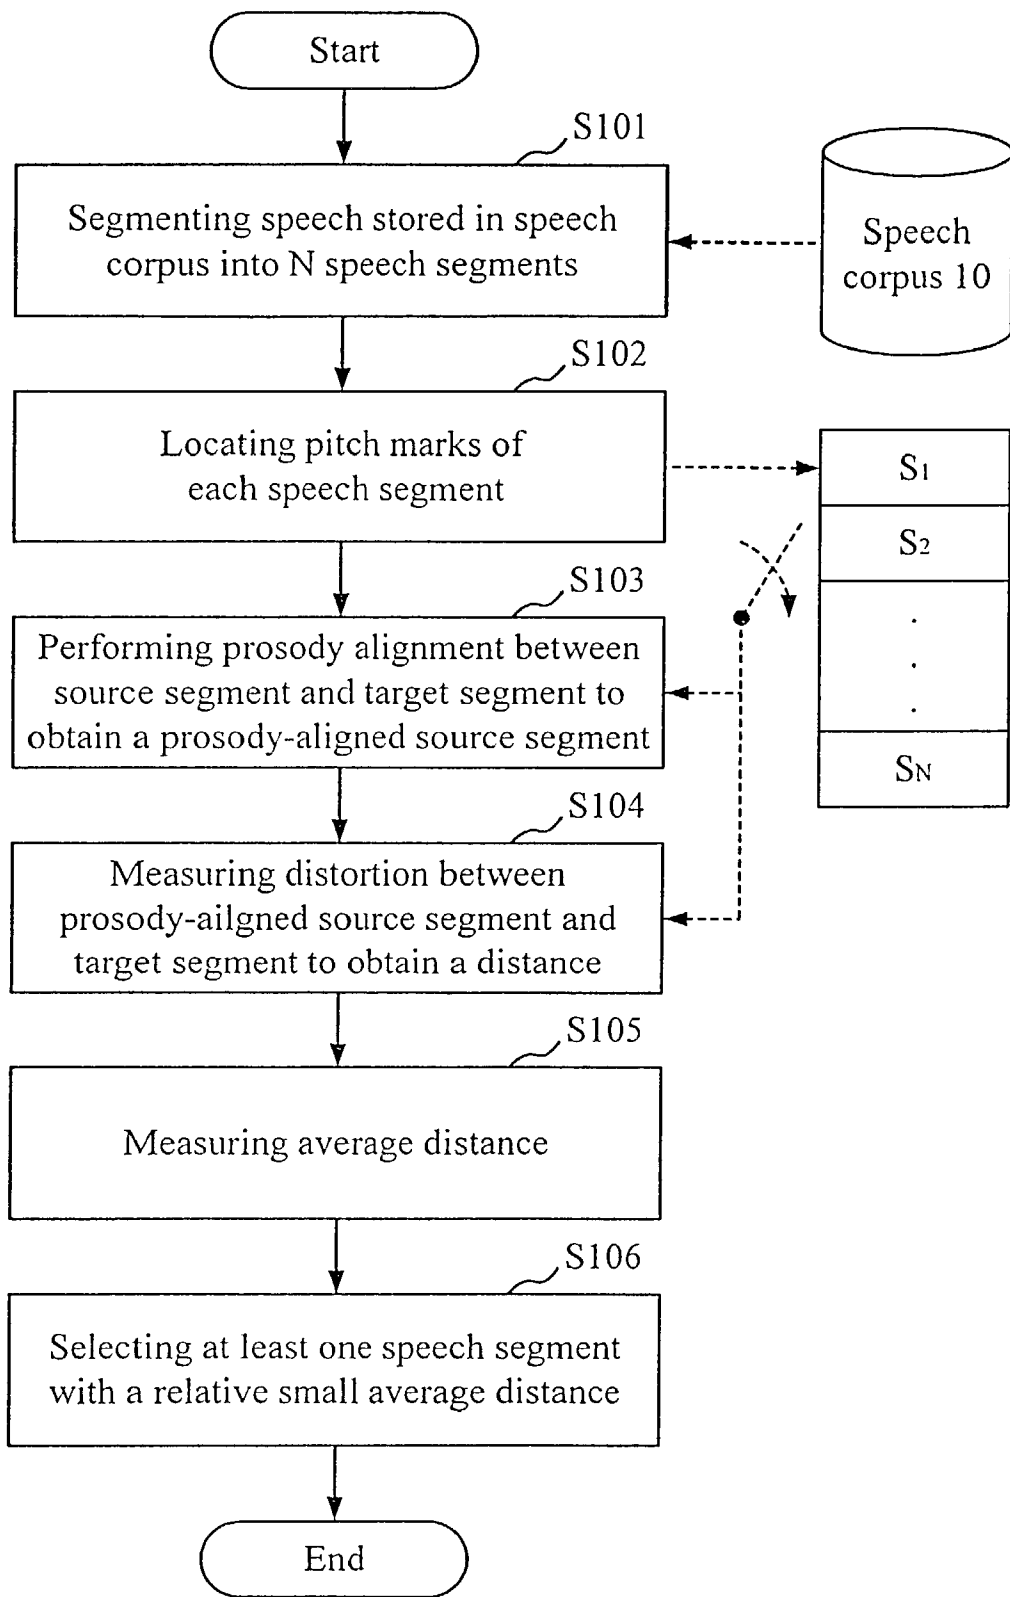 Start
S101
Segmenting speech stored in speech
corpus into N speech segments
Speech
corpus 10
S102
Locating pitch marks of
each speech segment
S1
S2
.
.
.
SN
S103
Performing prosody alignment between
source segment and target segment to
obtain a prosody-aligned source segment
S104
Measuring distortion between
prosody-ailgned source segment and
target segment to obtain a distance
S105
Measuring average distance
S106
Selecting at least one speech segment
with a relative small average distance
End